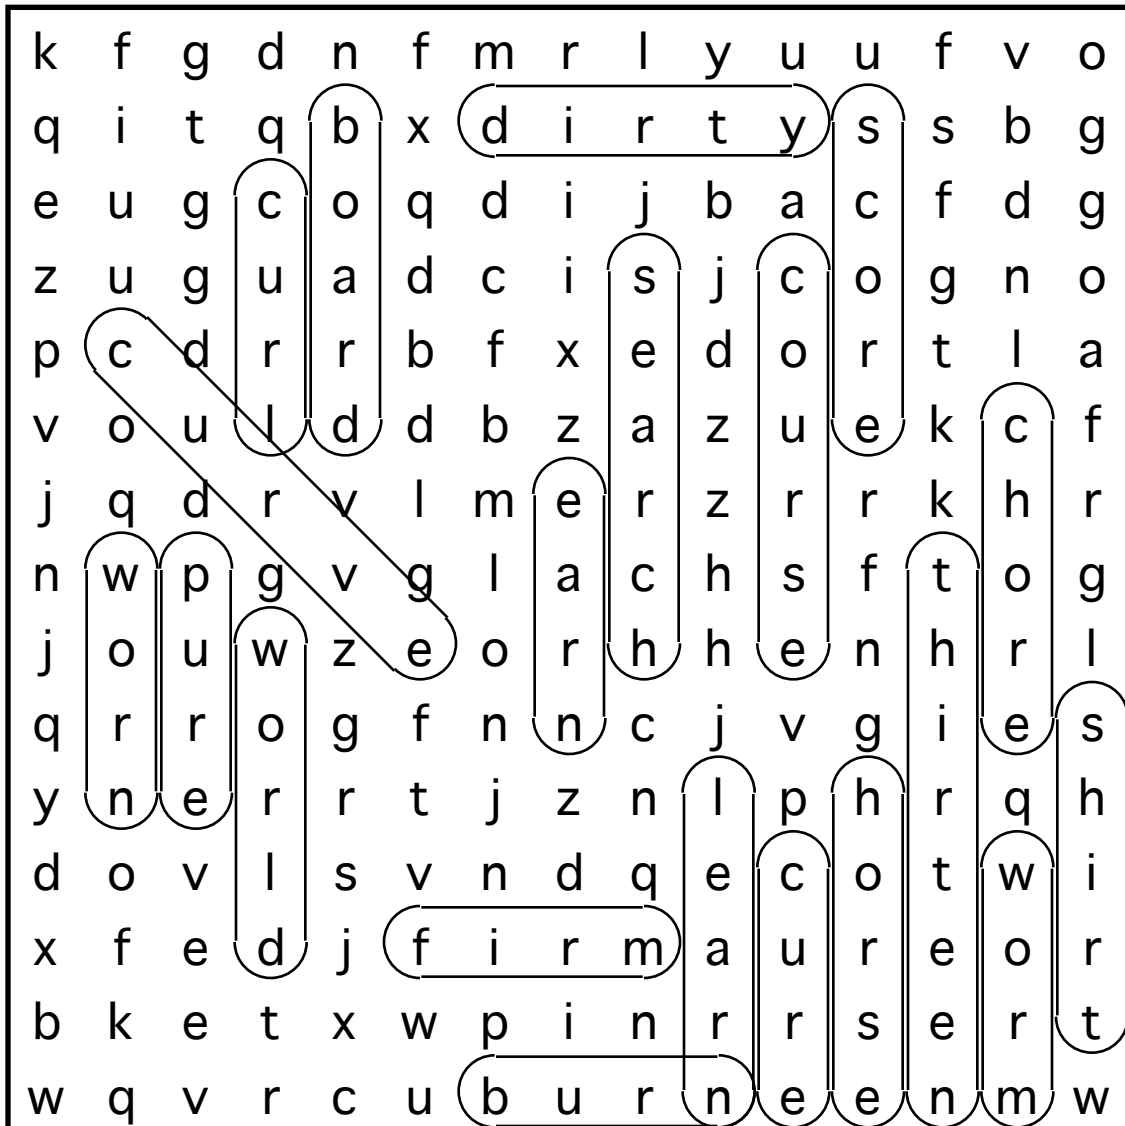 k f g d n f m r l y u u f v o
q i t q b x d i r t y s s b g
e u g c o q d i j b a c f d g
z u g u a d c i s j c o g n o
p c d r r b f x e d o r t l a
v o u l d d b z a z u e k c f
j q d r v l m e r z r r k h r
n w p g v g l a c h s f t o g
j o u w z e o r h h e n h r l
q r r o g f n n c j v g i e s
y n e r r t j z n l p h r q h
d o v l s v n d q e c o t w i
x f e d j f i r m a u r e o r
b k e t x w p i n r r s e r t
w q v r c u b u r n e e n m w